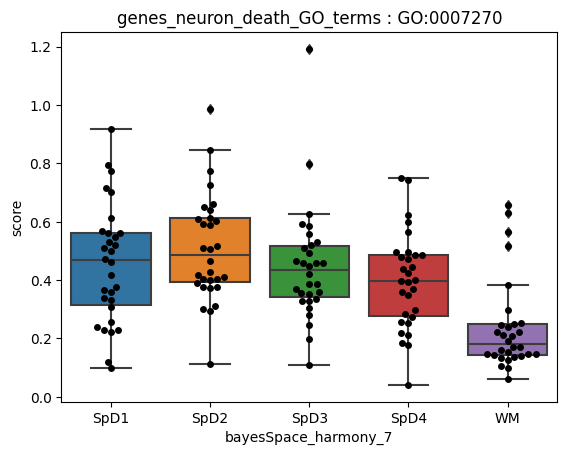 genes_neuron_death_GO_terms : GO:0007270
1.2
1.0
0.8
0.6
0.4
0.2
0.0
score
SpD1 SpD2 SpD3 SpD4 WM
bayesSpace_harmony_7